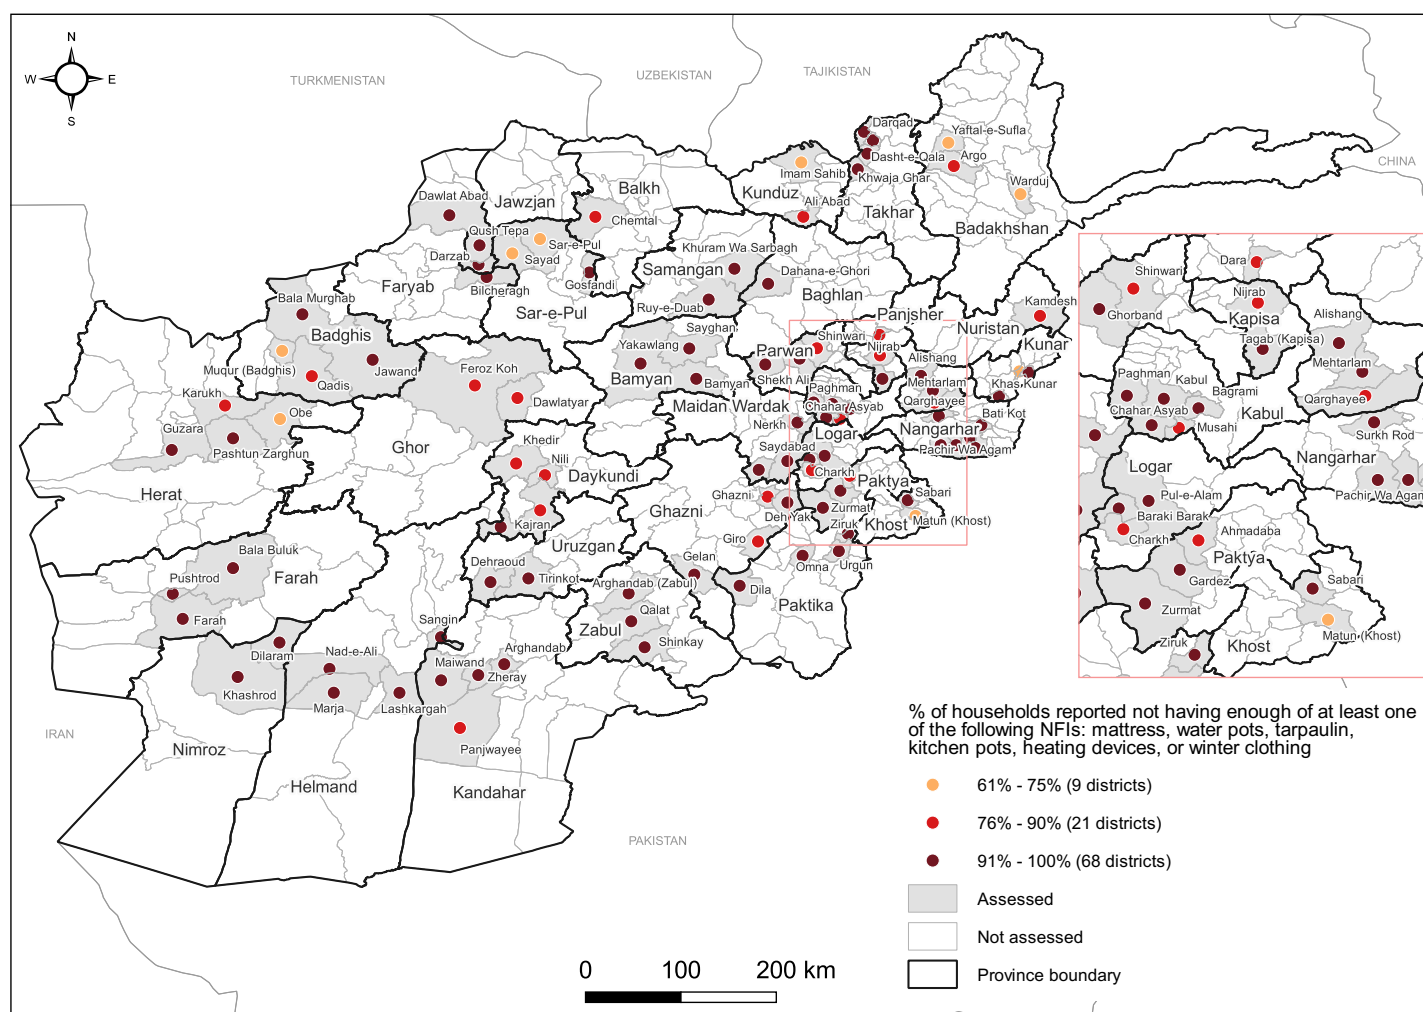 N
W
E
S
TURKMENISTAN
UZBEKISTAN
TAJIKISTAN
CHINA
IRAN
PAKISTAN
Darqad
Yaftal-e-Sufla
Dasht-e-Qala
Argo
Imam Sahib
Khwaja Ghar
Warduj
Kunduz
Ali Abad
Takhar
Badakhshan
Dawlat Abad
Jawzjan
Balkh
Chemtal
Qush Tepa
Sar-e-Pul
Darzab
Sayad
Khuram Wa Sarbagh
Samangan
Dahana-e-Ghori
Gosfandi
Bilcheragh
Faryab
Baghlan
Ruy-e-Duab
Sar-e-Pul
Bala Murghab
Badghis
Panjsher
Kamdesh
Nuristan
Sayghan
Yakawlang
Shinwari
Parwan
Nijrab
Kunar
Alishang
Muqur (Badghis)
Qadis
Jawand
Feroz Koh
Bamyan
Bamyan
Shekh Ali
Mehtarlam
Khas Kunar
Paghman
Karukh
Obe
Dawlatyar
Maidan Wardak
Chahar Asyab
Qarghayee
Bati Kot
Guzara
Nerkh
Logar
Nangarhar
Pashtun Zarghun
Ghor
Khedir
Saydabad
Pachir Wa Agam
Nili
Daykundi
Charkh
Paktya
Herat
Ghazni
Ghazni
Sabari
Deh Yak
Zurmat
Khost
Matun (Khost)
Kajran
Ziruk
Uruzgan
Giro
Bala Buluk
Farah
Dehraoud
Gelan
Omna
Urgun
Pushtrod
Tirinkot
Arghandab (Zabul)
Dila
Paktika
Farah
Qalat
Sangin
Zabul
Shinkay
Dilaram
Nad-e-Ali
Arghandab
Maiwand
Zheray
Khashrod
Marja
Lashkargah
Panjwayee
Nimroz
Helmand
Kandahar
Dara
Shinwari
Nijrab
Kapisa
Ghorband
Alishang
Tagab (Kapisa)
Mehtarlam
Paghman
Kabul
Bagrami
Qarghayee
Chahar Asyab
Kabul
Musahi
Surkh Rod
Logar
Nangarhar
Pul-e-Alam
Pachir Wa Agam
Baraki Barak
Ahmadaba
Charkh
Paktya
Gardez
Sabari
Zurmat
Matun (Khost)
Ziruk
Khost
% of households reported not having enough of at least one
of the following NFIs: mattress, water pots, tarpaulin,
kitchen pots, heating devices, or winter clothing
61% - 75% (9 districts)
76% - 90% (21 districts)
91% - 100% (68 districts)
Assessed
Not assessed
Province boundary
0 100 200 km